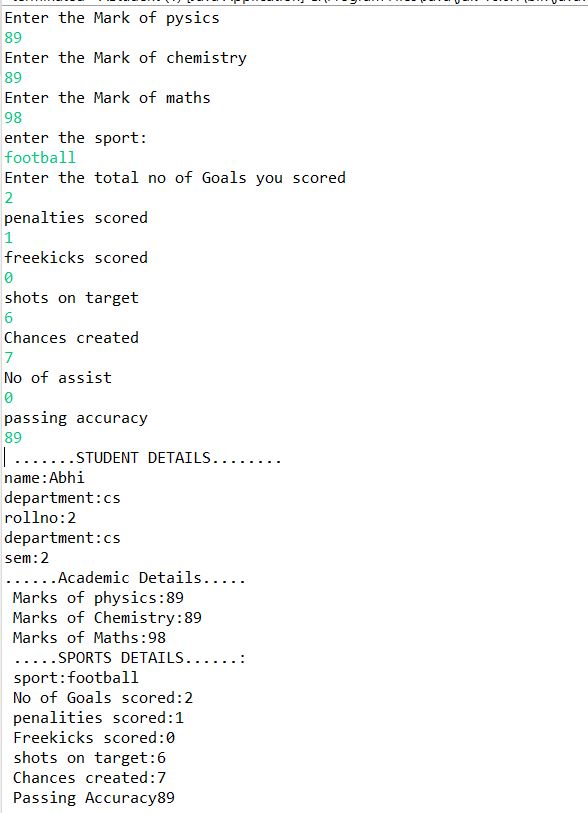 Enter the Mark of pysics
89
Enter the Mark of chemistry
89
Enter the Mark of maths
98
enter the sport:
football
Enter the total no of Goals you scored
2
penalties scored
1
freekicks scored
0
shots on target
6
Chances created
7
No of assist
0
passing accuracy
89
.......STUDENT DETAILS........
name:Abhi
department:cs
rollno:2
department:cs
sem:2
......Academic Details.....
Marks of physics:89
Marks of Chemistry:89
Marks of Maths:98
.....SPORTS DETAILS......:
sport:football
No of Goals scored:2
penalities scored:1
Freekicks scored:0
shots on target:6
Chances created:7
Passing Accuracy89